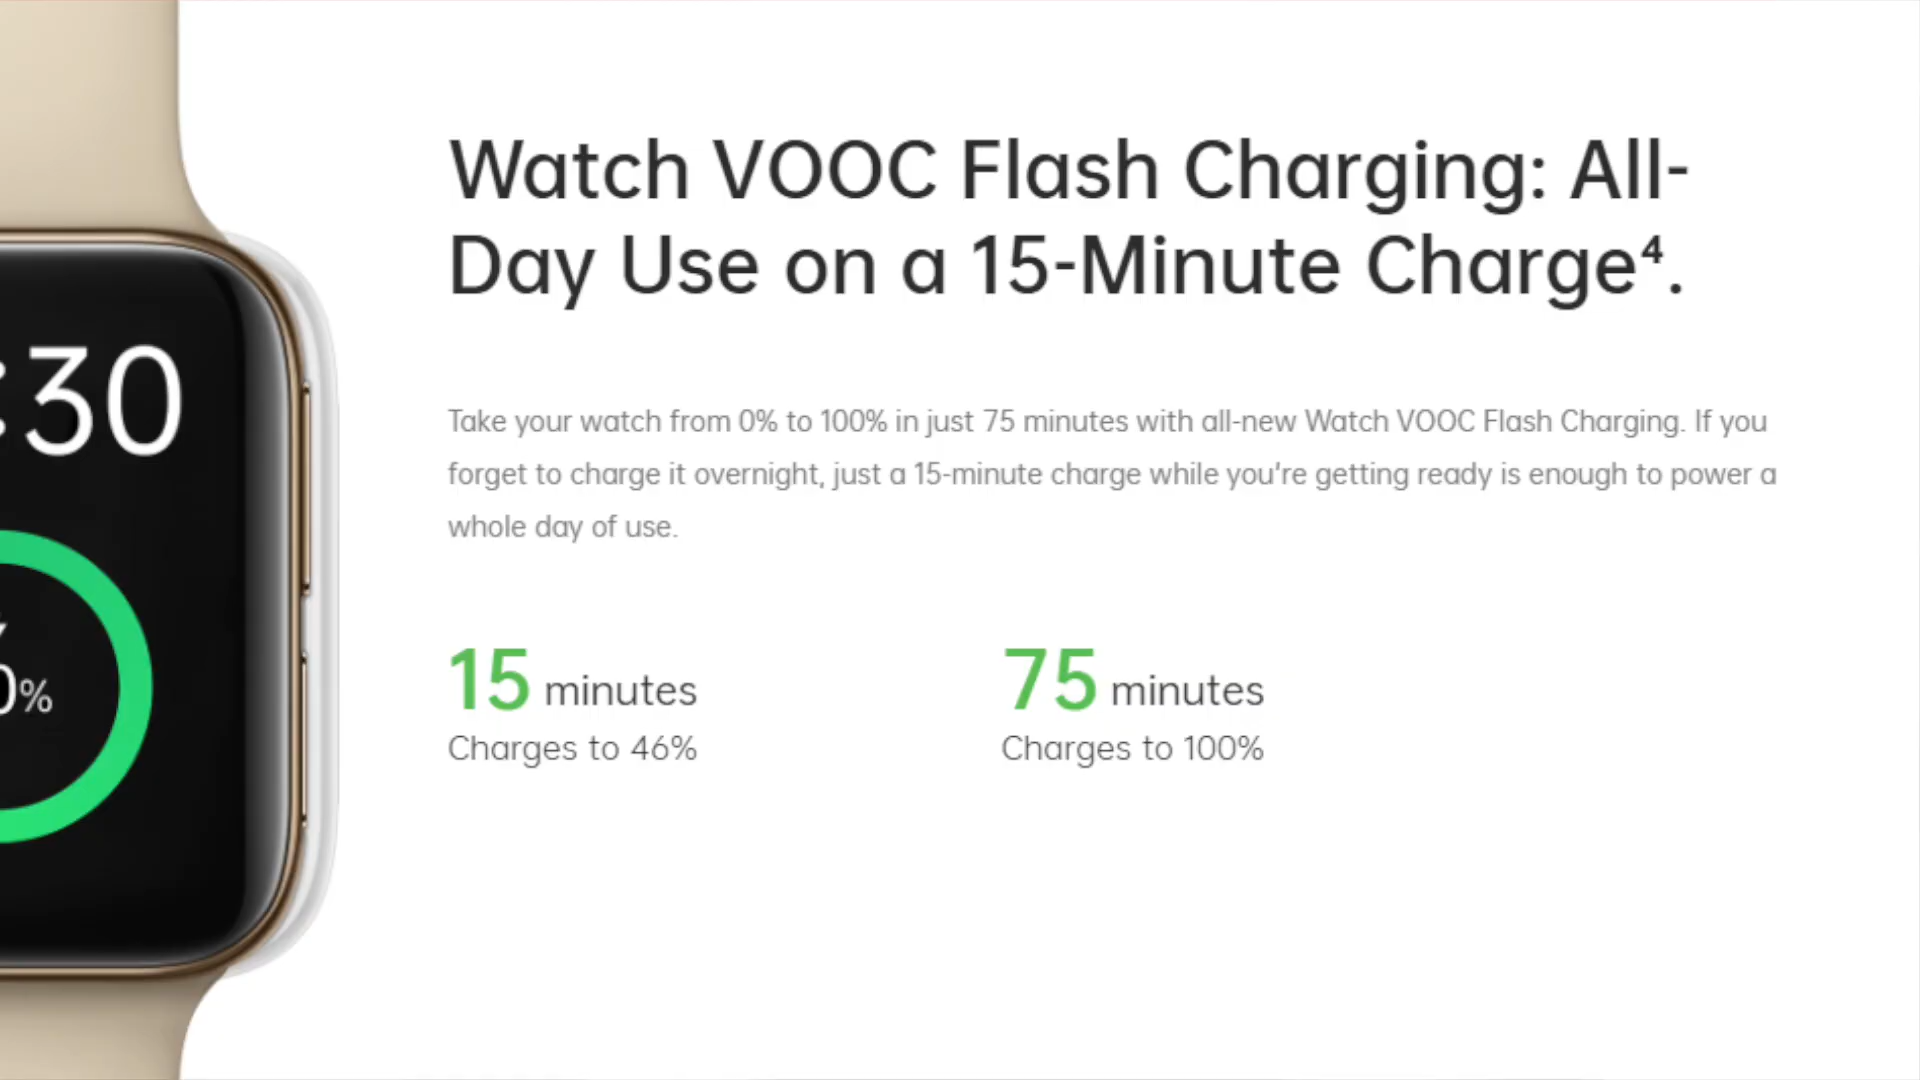 Watch VOOC Flash Charging: All-
Day Use on a 15-Minute Charge⁴.
:30
Take your watch from 0% to 100% in just 75 minutes with all-new Watch VOOC Flash Charging. If you
forget to charge it overnight, just a 15-minute charge while you're getting ready is enough to power a
whole day of use.
0%
15 minutes
75 minutes
Charges to 46%
Charges to 100%